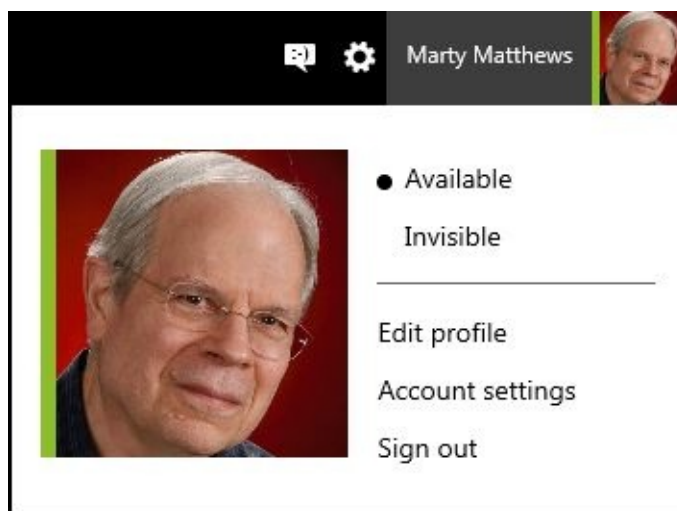 Marty Matthews
Available
Invisible
Edit profile
Account settings
Sign out